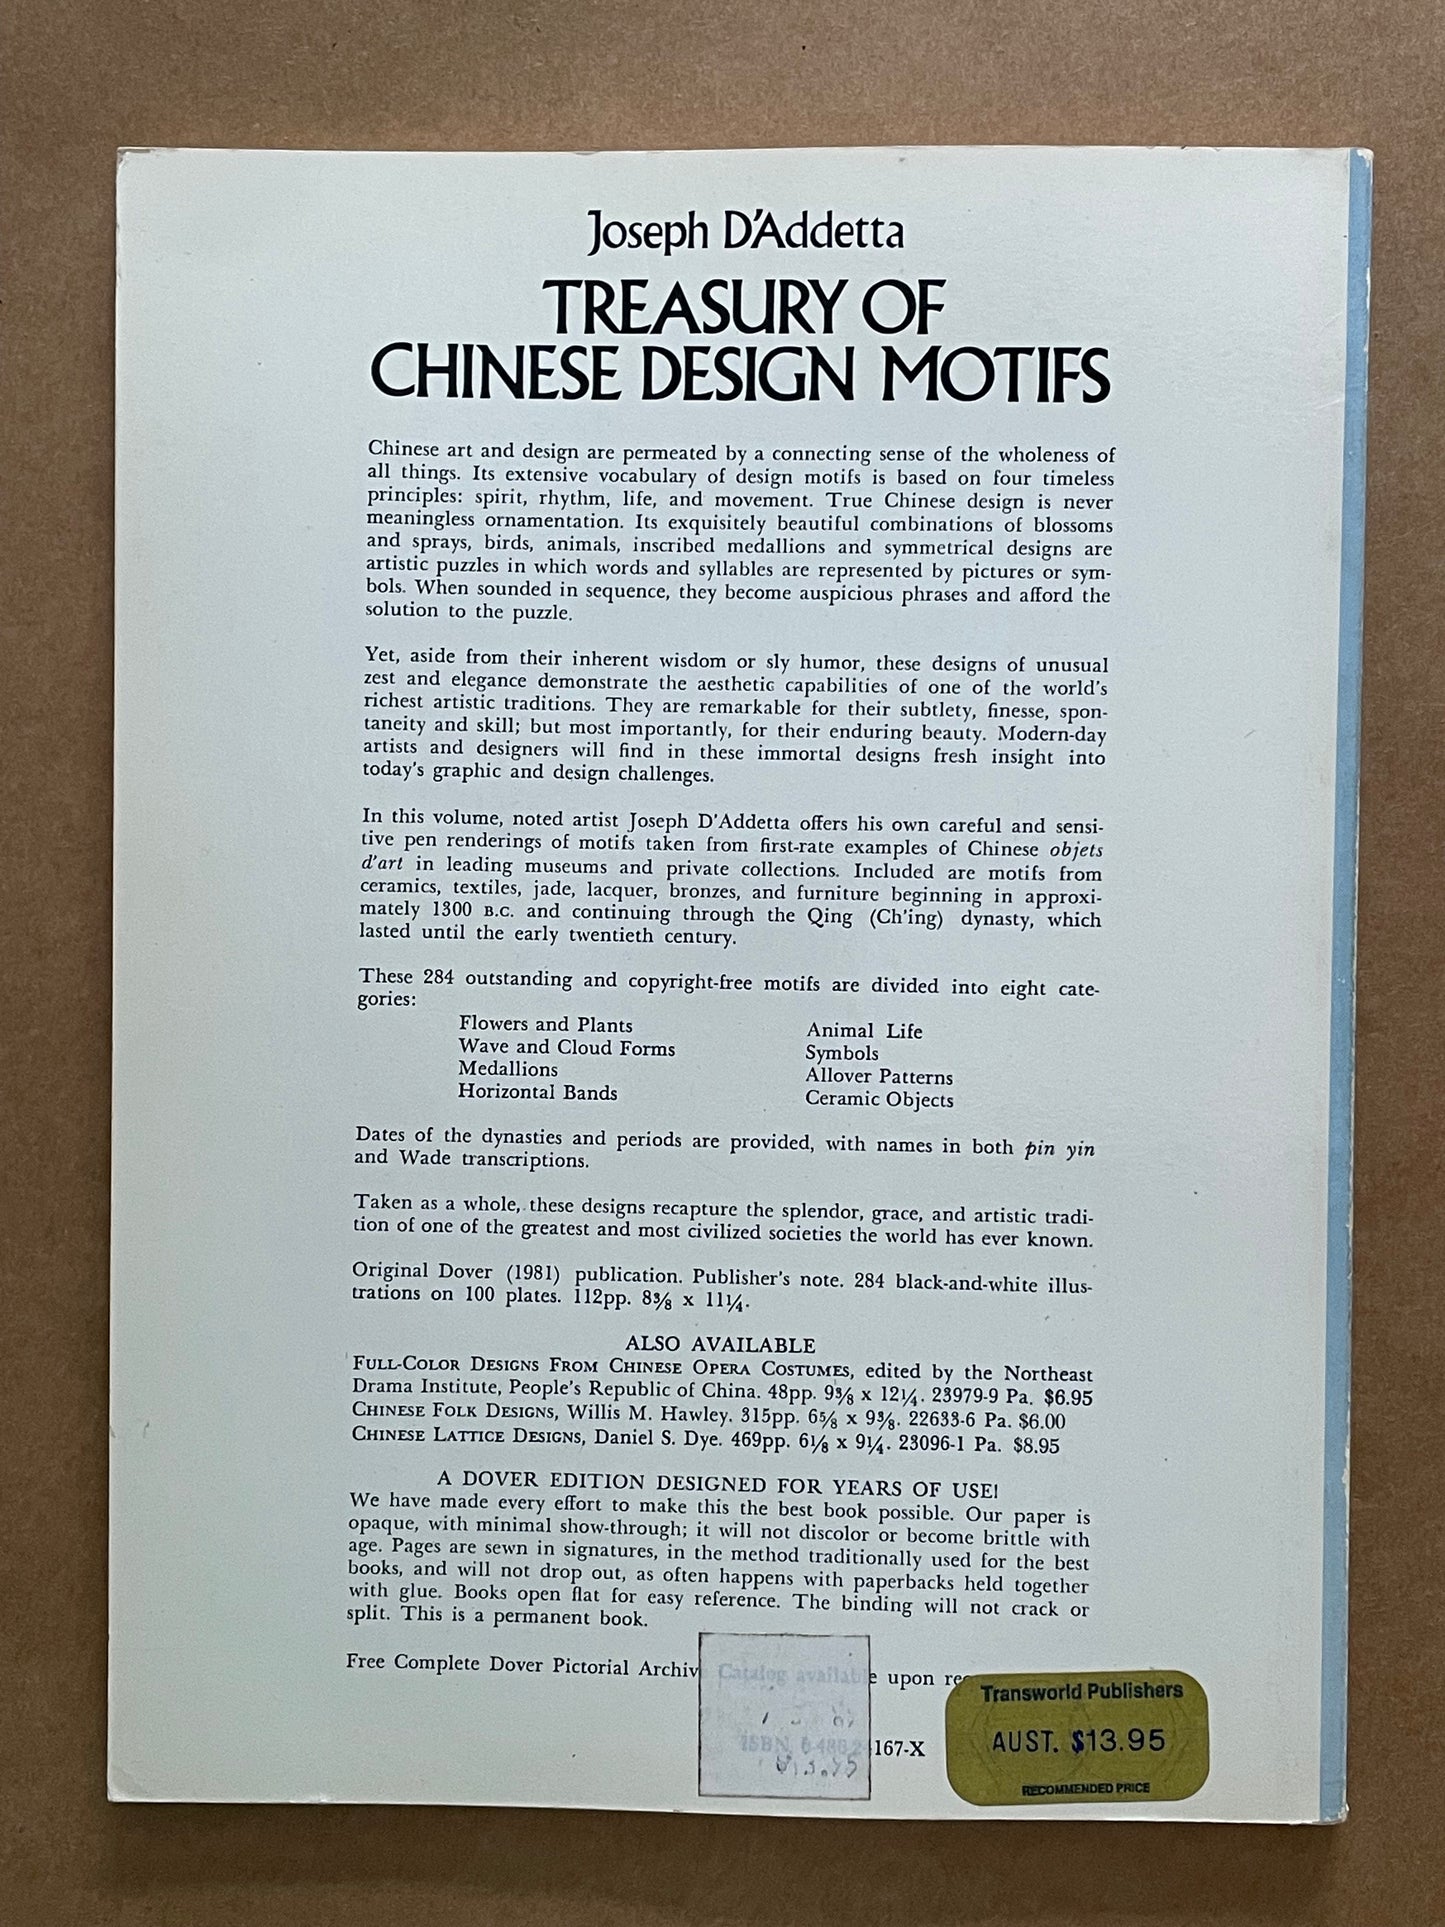 Joseph D'Addetta
TREASURY OF
CHINESE DESIGN MOTIFS
Chinese art and design are permeated by a connecting sense of the wholeness of
all things. Its extensive vocabulary of design motifs is based on four timeless
principles: spirit, rhythm, life, and movement. True Chinese design is never
meaningless ornamentation. Its exquisitely beautiful combinations of blossoms
and sprays, birds, animals, inscribed medallions and symmetrical designs are
artistic puzzles in which words and syllables are represented by pictures or sym-
bols. When sounded in sequence, they become auspicious phrases and afford the
solution to the puzzle.
Yet, aside from their inherent wisdom or sly humor, these designs of unusual
zest and elegance demonstrate the aesthetic capabilities of one of the world's
richest artistic traditions. They are remarkable for their subtlety, finesse, spon-
taneity and skill; but most importantly, for their enduring beauty. Modern-day
artists and designers will find in these immortal designs fresh insight into
today's graphic and design challenges.
In this volume, noted artist Joseph D'Addetta offers his own careful and sensi-
tive pen renderings of motifs taken from first-rate examples of Chinese objets
d'art in leading museums and private collections. Included are motifs from
ceramics, textiles, jade, lacquer, bronzes, and furniture beginning in approxi-
mately 1300 B.C. and continuing through the Qing (Ch'ing) dynasty, which
lasted until the early twentieth century.
These 284 outstanding and copyright-free motifs are divided into eight cate-
gories:
Flowers and Plants
Wave and Cloud Forms
Medallions
Horizontal Bands
Animal Life
Symbols
Allover Patterns
Ceramic Objects
Dates of the dynasties and periods are provided, with names in both pin yin
and Wade transcriptions.
Taken as a whole, these designs recapture the splendor, grace, and artistic tradi-
tion of one of the greatest and most civilized societies the world has ever known.
Original Dover (1981) publication. Publisher's note. 284 black-and-white illus-
trations on 100 plates. 112pp. 8⅜ x 11¼.
ALSO AVAILABLE
FULL-COLOR DESIGNS FROM CHINESE OPERA COSTUMES, edited by the Northeast
Drama Institute, People's Republic of China. 48pp. 9⅜ x 12¼. 23979-9 Pa. $6.95
CHINESE FOLK DESIGNS, Willis M. Hawley. 315pp. 6⅝ x 9⅜. 22633-6 Pa. $6.00
CHINESE LATTICE DESIGNS, Daniel S. Dye. 469pp. 6⅛ x 9¼. 23096-1 Pa. $8.95
A DOVER EDITION DESIGNED FOR YEARS OF USE!
We have made every effort to make this the best book possible. Our paper is
opaque, with minimal show-through; it will not discolor or become brittle with
age. Pages are sewn in signatures, in the method traditionally used for the best
books, and will not drop out, as often happens with paperbacks held together
with glue. Books open flat for easy reference. The binding will not crack or
split. This is a permanent book.
Free Complete Dover Pictorial Archiv Catalog available upon
ISBN 0-486-24167-X
13.95
Transworld Publishers
AUST. $13.95
RECOMMENDED PRICE